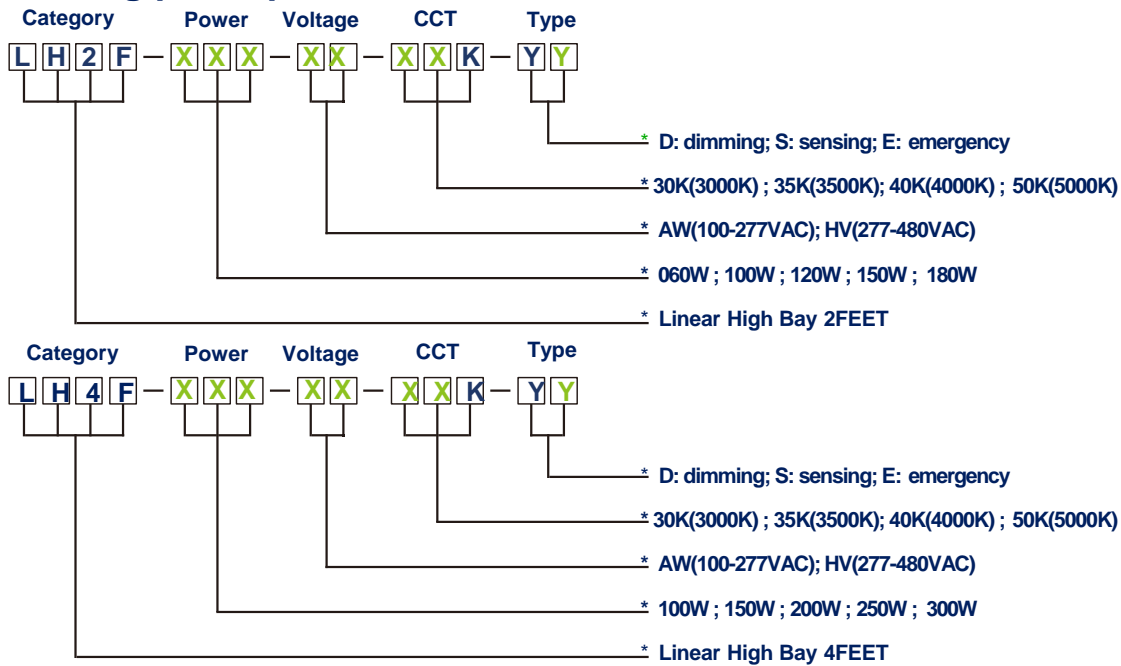 Category Power Voltage CCT Type
L H 2 F – X X X – X X – X X K – Y Y
* D: dimming; S: sensing; E: emergency
* 30K(3000K) ; 35K(3500K); 40K(4000K) ; 50K(5000K)
* AW(100-277VAC); HV(277-480VAC)
* 060W ; 100W ; 120W ; 150W ; 180W
* Linear High Bay 2FEET
Category Power Voltage CCT Type
L H 4 F – X X X – X X – X X K – Y Y
* D: dimming; S: sensing; E: emergency
* 30K(3000K) ; 35K(3500K); 40K(4000K) ; 50K(5000K)
* AW(100-277VAC); HV(277-480VAC)
* 100W ; 150W ; 200W ; 250W ; 300W
* Linear High Bay 4FEET